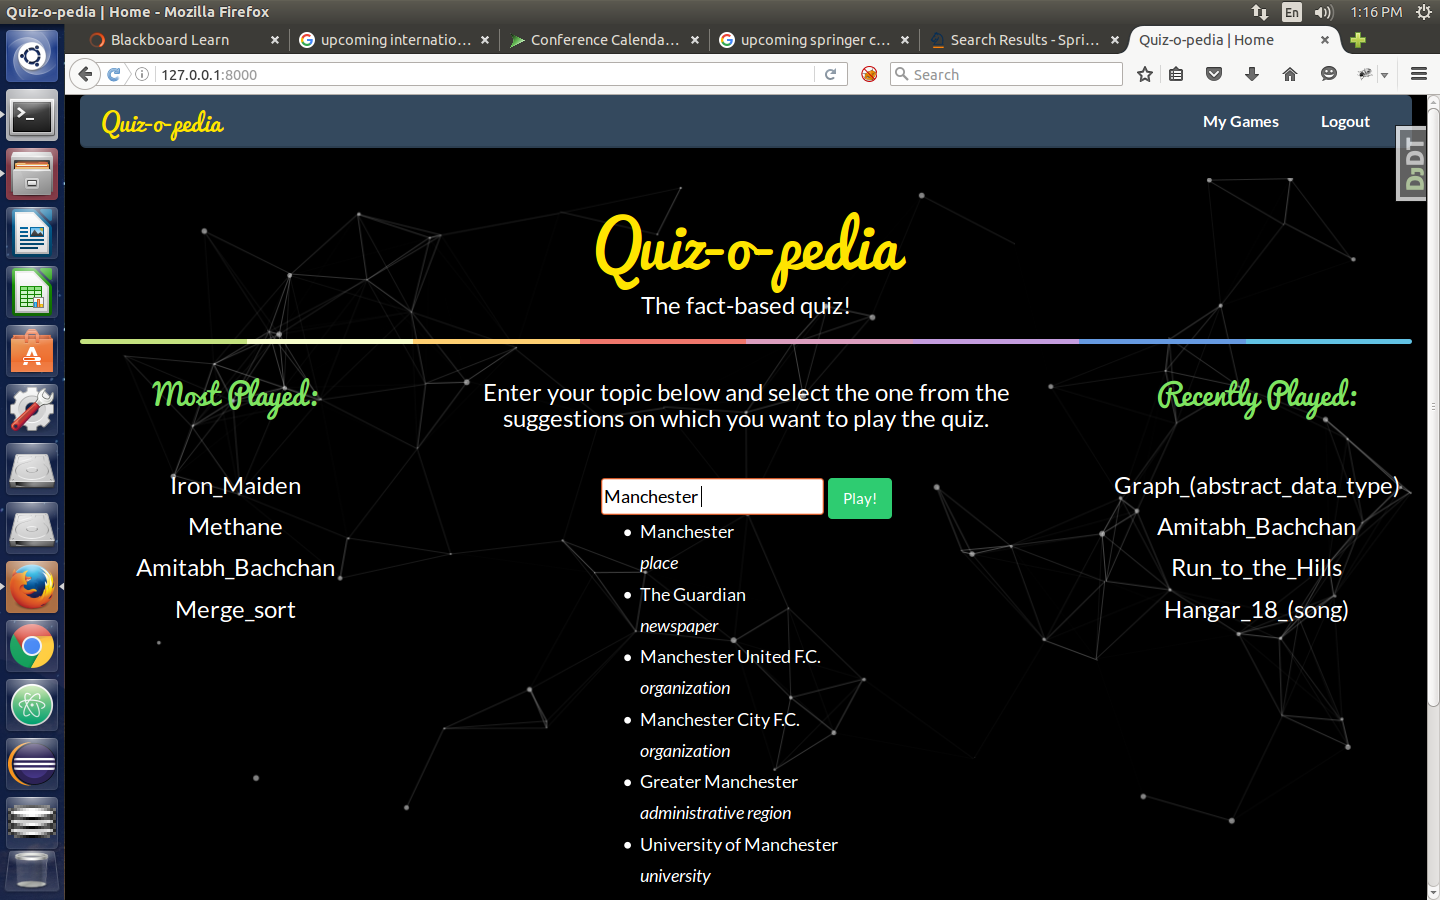 Quiz-o-pedia | Home - Mozilla Firefox
En
1:16 PM
Blackboard Learn
upcoming internatio...
Conference Calenda...
upcoming springer c...
Search Results - Spri...
Quiz-o-pedia | Home
127.0.0.1:8000
Search
Quiz-o-pedia
My Games
Logout
DjDT
Quiz-o-pedia
The fact-based quiz!
Most Played:
Iron_Maiden
Methane
Amitabh_Bachchan
Merge_sort
Enter your topic below and select the one from the
suggestions on which you want to play the quiz.
Manchester
Play!
Manchester
place
The Guardian
newspaper
Manchester United F.C.
organization
Manchester City F.C.
organization
Greater Manchester
administrative region
University of Manchester
university
Recently Played:
Graph_(abstract_data_type)
Amitabh_Bachchan
Run_to_the_Hills
Hangar_18_(song)